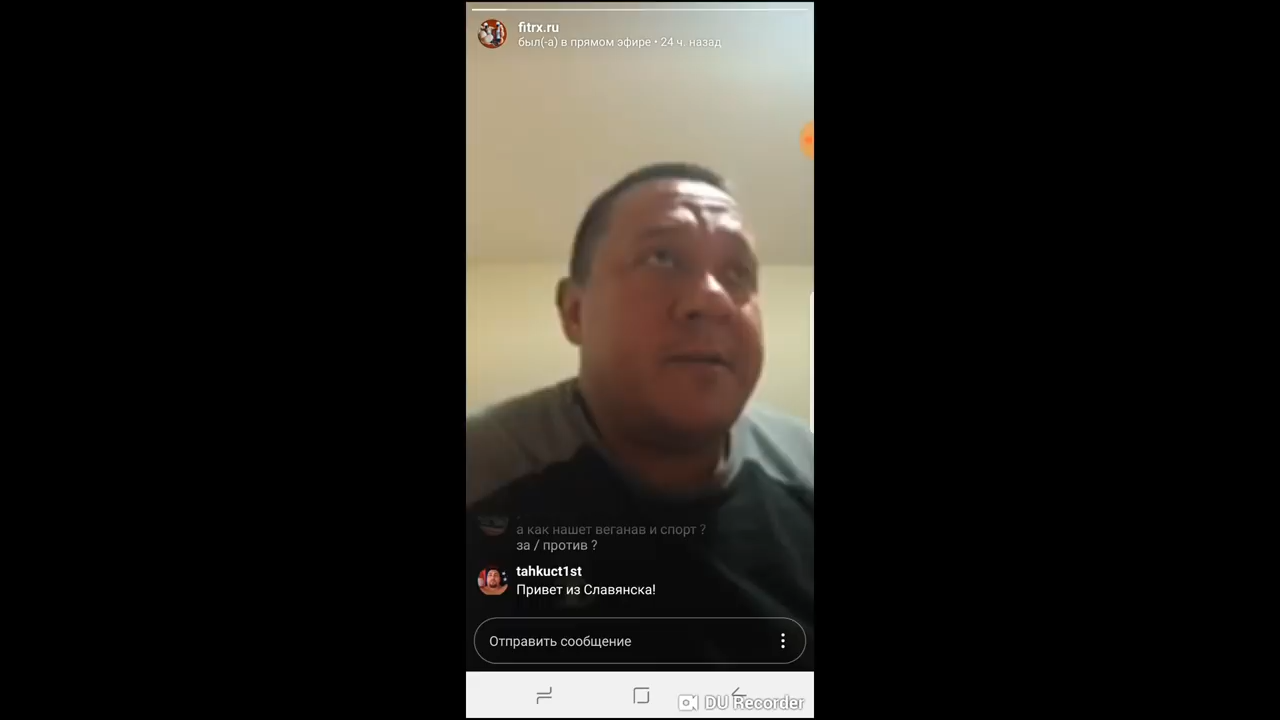 fitrx.ru
был(-а) в прямом эфире • 24 ч. назад
а как нашет веганав и спорт ?
за / против ?
tahkuct1st
Привет из Славянска!
Отправить сообщение
DU Recorder